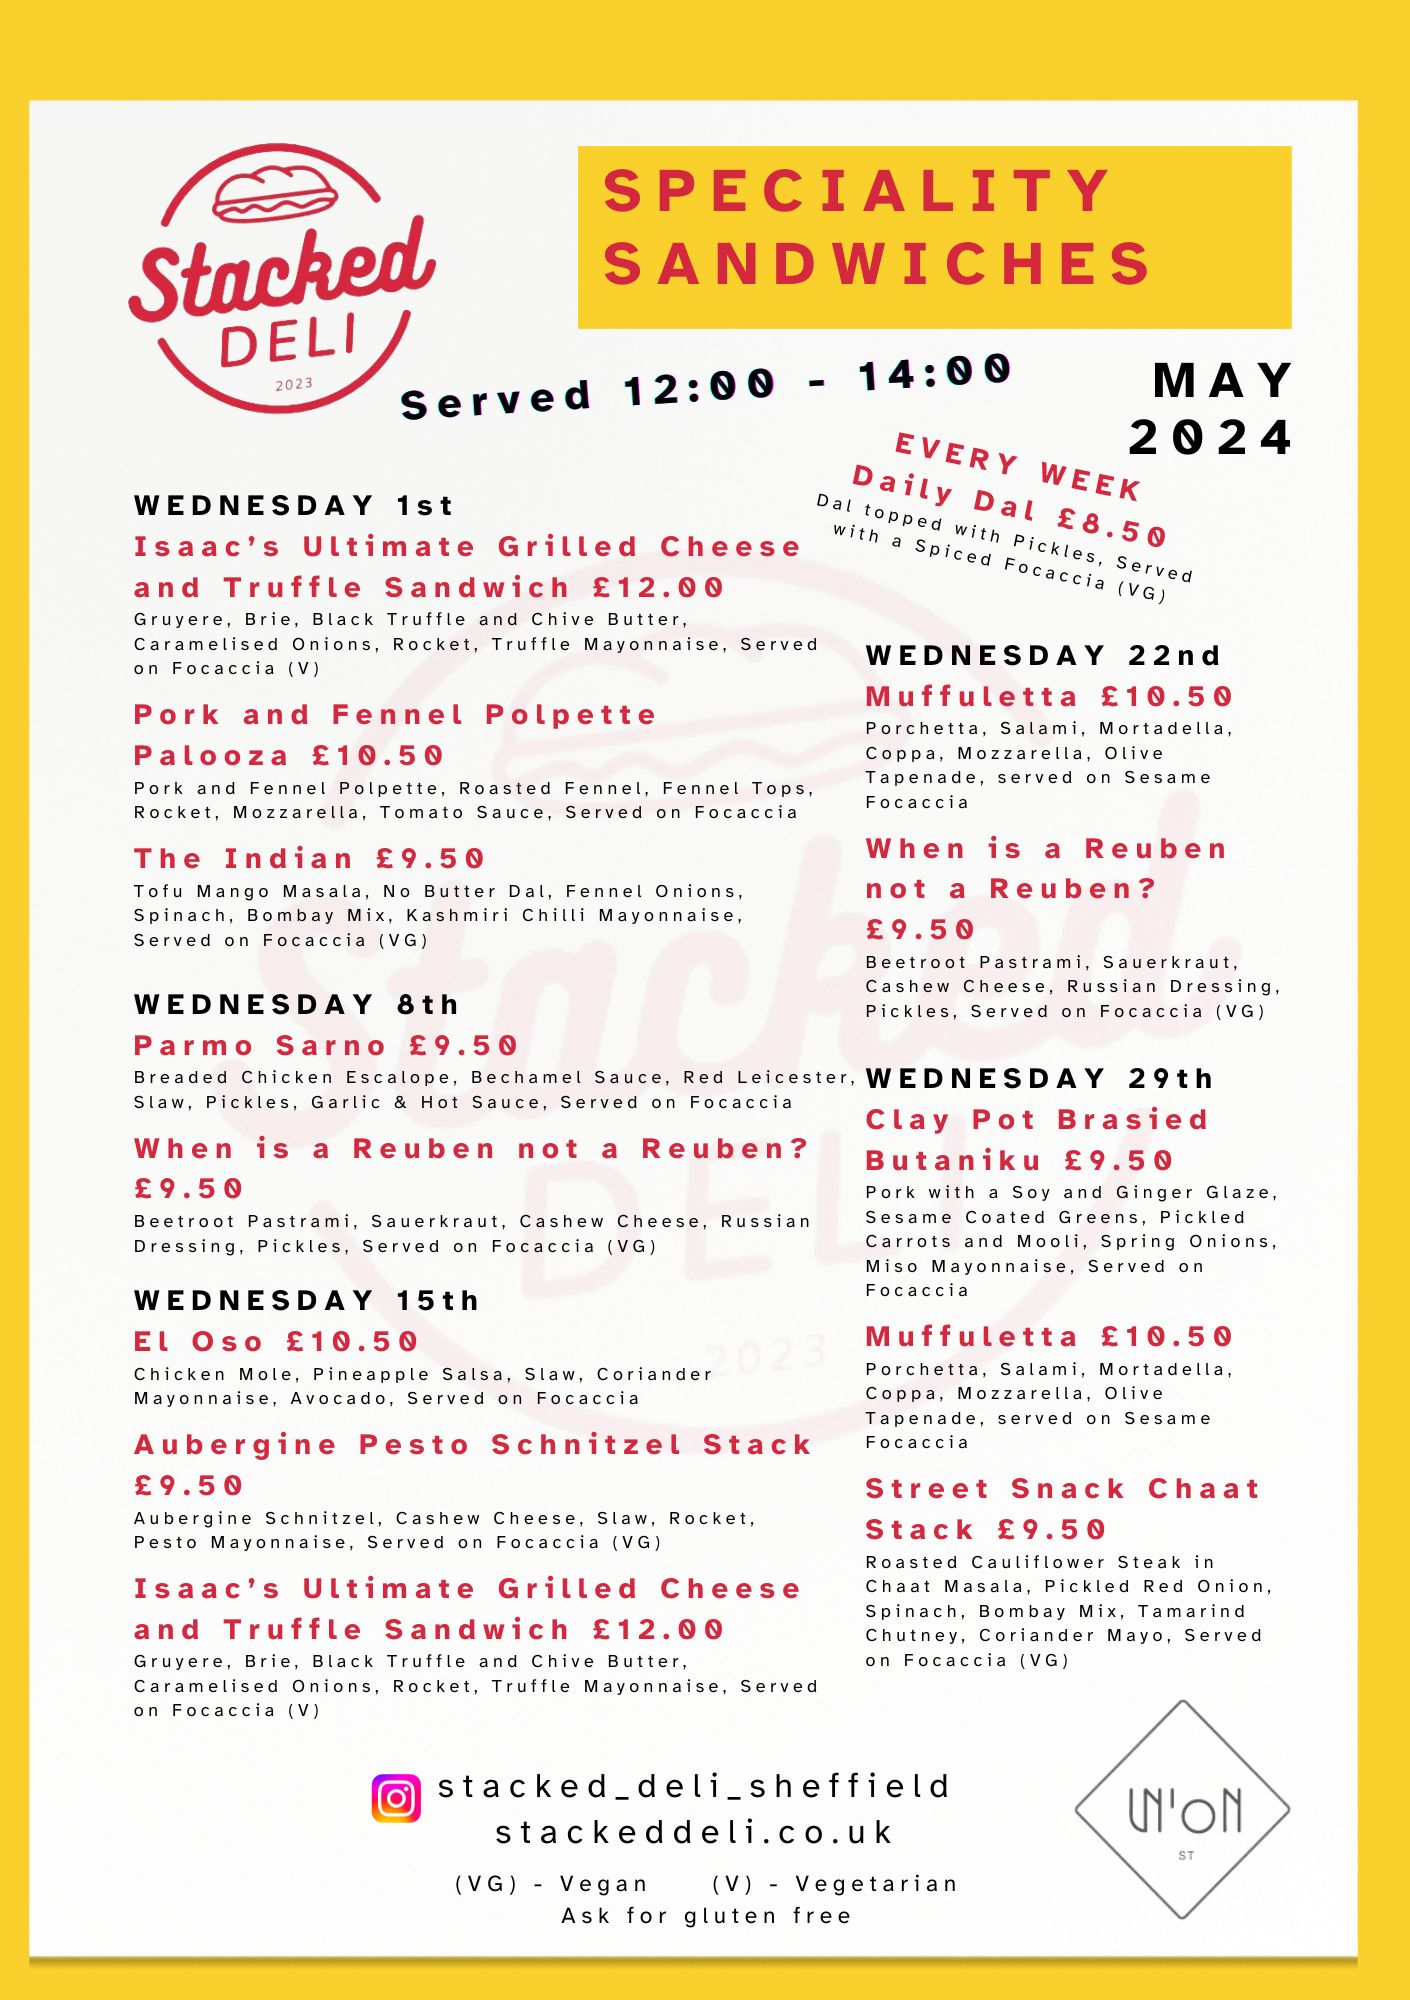 Stacked
DELI
2023
SPECIALITY
SANDWICHES
Served 12:00 - 14:00
MAY
2024
EVERY WEEK
Daily Dal £8.50
Dal topped with Pickles, Served
with a Spiced Focaccia (VG)
WEDNESDAY 1st
Isaac’s Ultimate Grilled Cheese
and Truffle Sandwich £12.00
Gruyere, Brie, Black Truffle and Chive Butter,
Caramelised Onions, Rocket, Truffle Mayonnaise, Served
on Focaccia (V)
Pork and Fennel Polpette
Palooza £10.50
Pork and Fennel Polpette, Roasted Fennel, Fennel Tops,
Rocket, Mozzarella, Tomato Sauce, Served on Focaccia
The Indian £9.50
Tofu Mango Masala, No Butter Dal, Fennel Onions,
Spinach, Bombay Mix, Kashmiri Chilli Mayonnaise,
Served on Focaccia (VG)
WEDNESDAY 8th
Parmo Sarno £9.50
Breaded Chicken Escalope, Bechamel Sauce, Red Leicester,
Slaw, Pickles, Garlic & Hot Sauce, Served on Focaccia
When is a Reuben not a Reuben?
£9.50
Beetroot Pastrami, Sauerkraut, Cashew Cheese, Russian
Dressing, Pickles, Served on Focaccia (VG)
WEDNESDAY 15th
El Oso £10.50
Chicken Mole, Pineapple Salsa, Slaw, Coriander
Mayonnaise, Avocado, Served on Focaccia
Aubergine Pesto Schnitzel Stack
£9.50
Aubergine Schnitzel, Cashew Cheese, Slaw, Rocket,
Pesto Mayonnaise, Served on Focaccia (VG)
Isaac’s Ultimate Grilled Cheese
and Truffle Sandwich £12.00
Gruyere, Brie, Black Truffle and Chive Butter,
Caramelised Onions, Rocket, Truffle Mayonnaise, Served
on Focaccia (V)
WEDNESDAY 22nd
Muffuletta £10.50
Porchetta, Salami, Mortadella,
Coppa, Mozzarella, Olive
Tapenade, served on Sesame
Focaccia
When is a Reuben
not a Reuben?
£9.50
Beetroot Pastrami, Sauerkraut,
Cashew Cheese, Russian Dressing,
Pickles, Served on Focaccia (VG)
WEDNESDAY 29th
Clay Pot Brasied
Butaniku £9.50
Pork with a Soy and Ginger Glaze,
Sesame Coated Greens, Pickled
Carrots and Mooli, Spring Onions,
Miso Mayonnaise, Served on
Focaccia
Muffuletta £10.50
Porchetta, Salami, Mortadella,
Coppa, Mozzarella, Olive
Tapenade, served on Sesame
Focaccia
Street Snack Chaat
Stack £9.50
Roasted Cauliflower Steak in
Chaat Masala, Pickled Red Onion,
Spinach, Bombay Mix, Tamarind
Chutney, Coriander Mayo, Served
on Focaccia (VG)
Stacked
DELI
2023
stacked_deli_sheffield
stackeddeli.co.uk
(VG) - Vegan (V) - Vegetarian
Ask for gluten free
UN'ON
ST